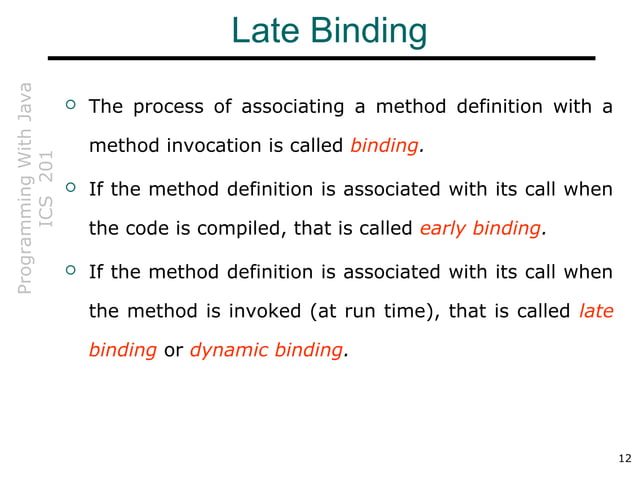 Late Binding
Programming With Java
ICS 201
The process of associating a method definition with a
method invocation is called binding.
If the method definition is associated with its call when
the code is compiled, that is called early binding.
If the method definition is associated with its call when
the method is invoked (at run time), that is called late
binding or dynamic binding.
12